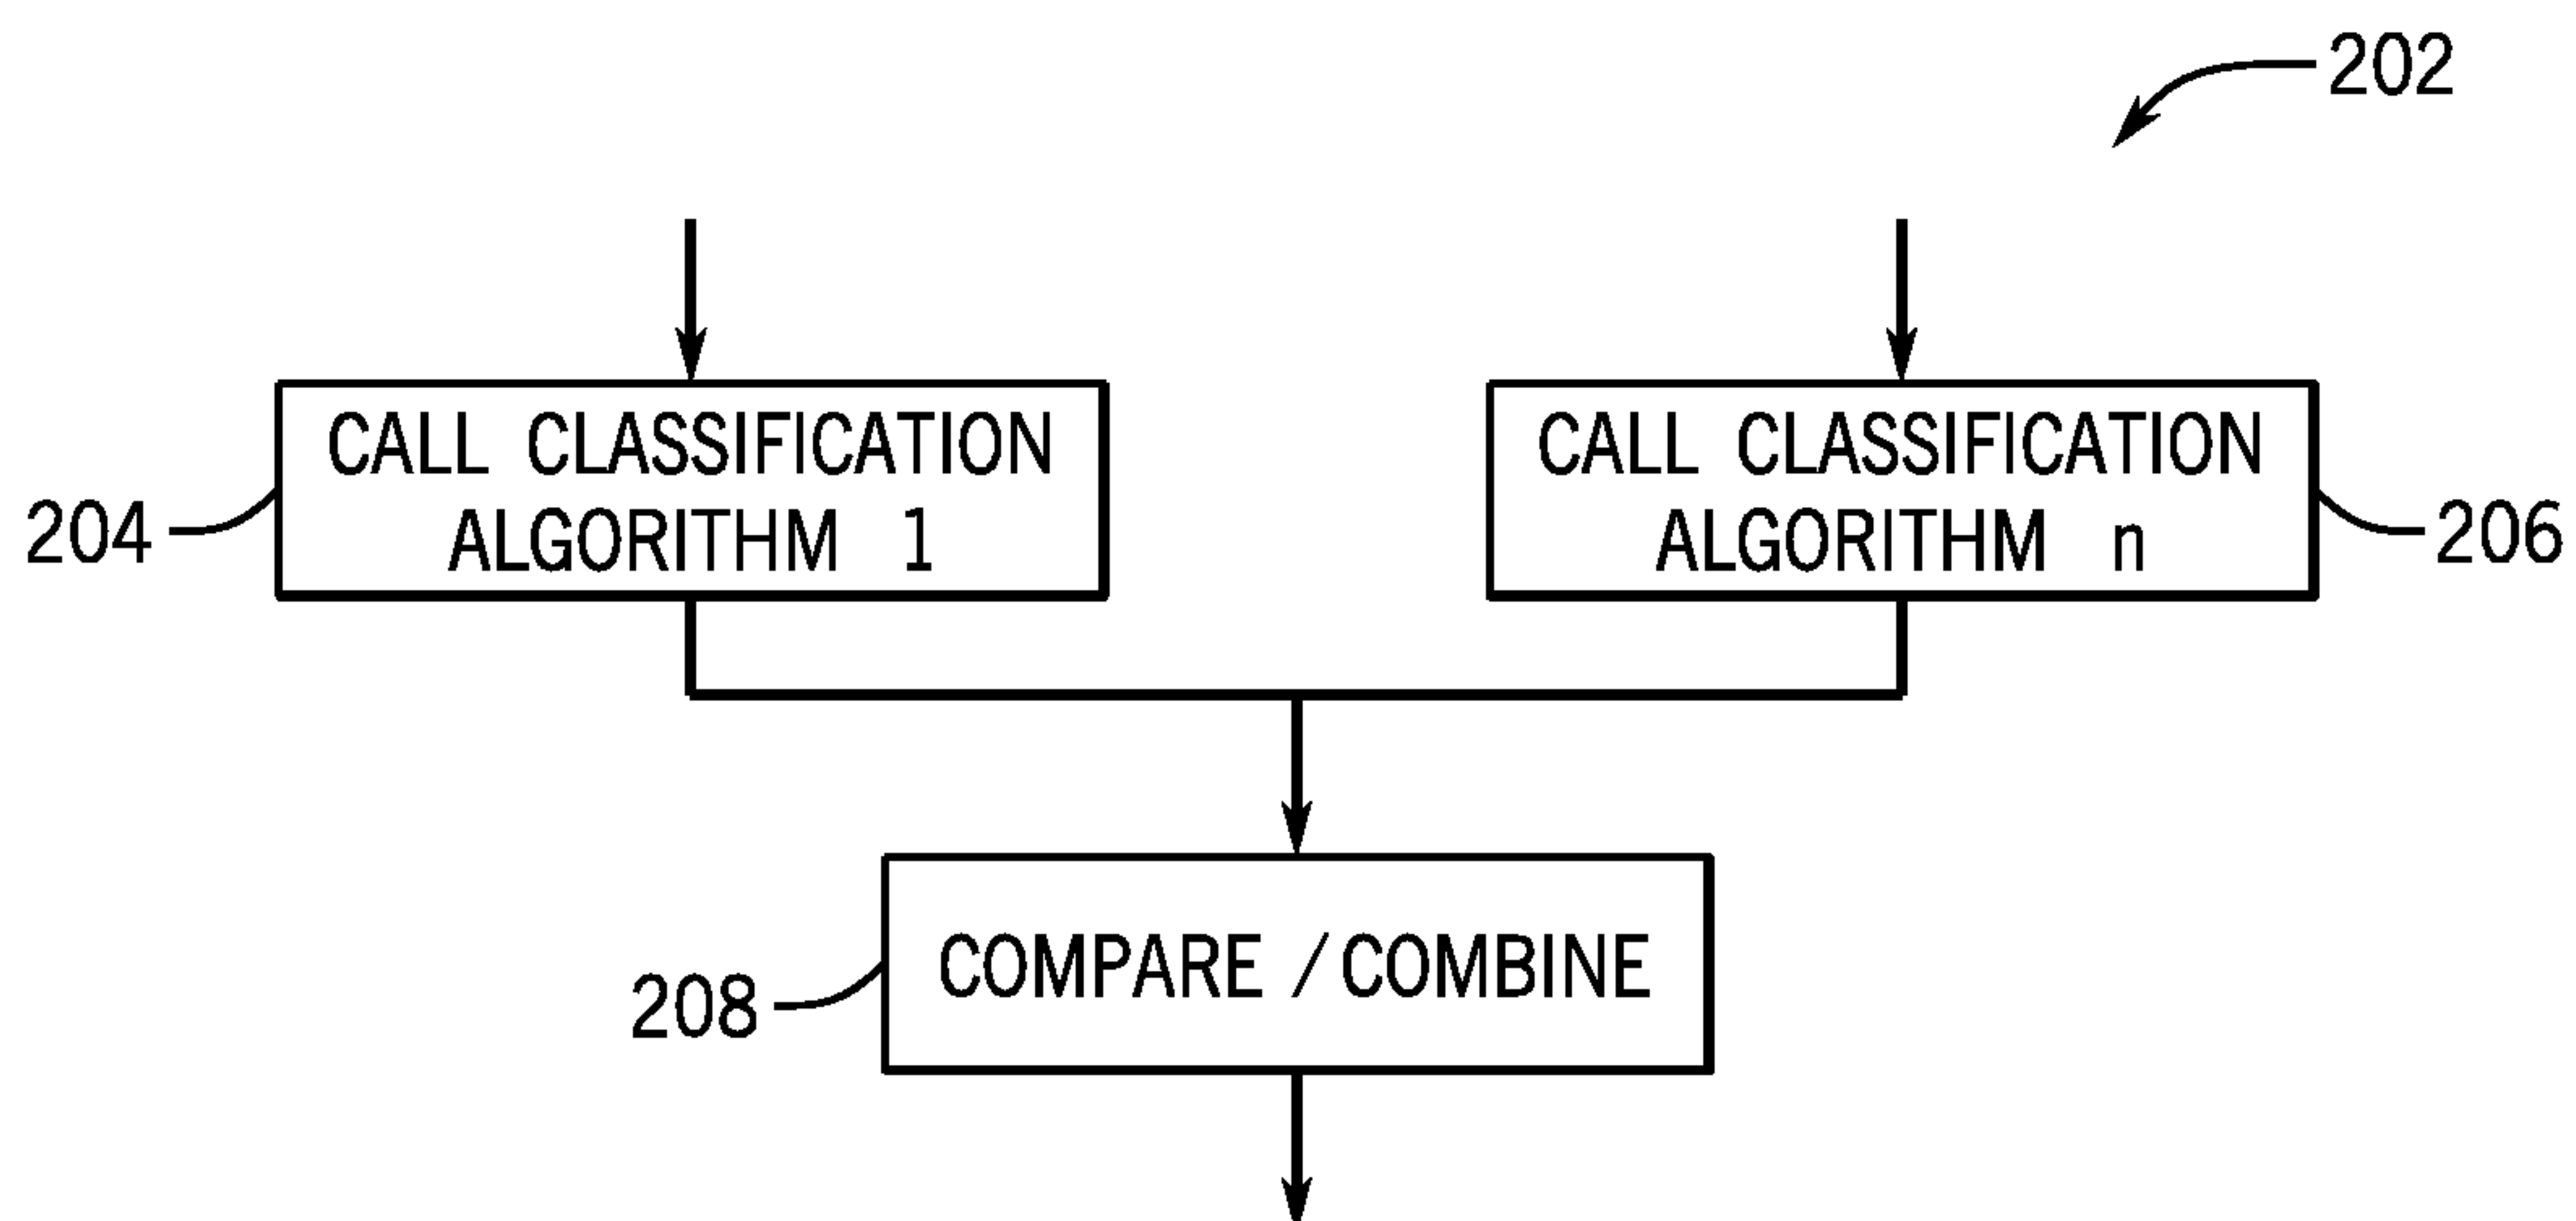 202
CALL CLASSIFICATION
ALGORITHM 1
CALL CLASSIFICATION
ALGORITHM n
204
206
COMPARE / COMBINE
208